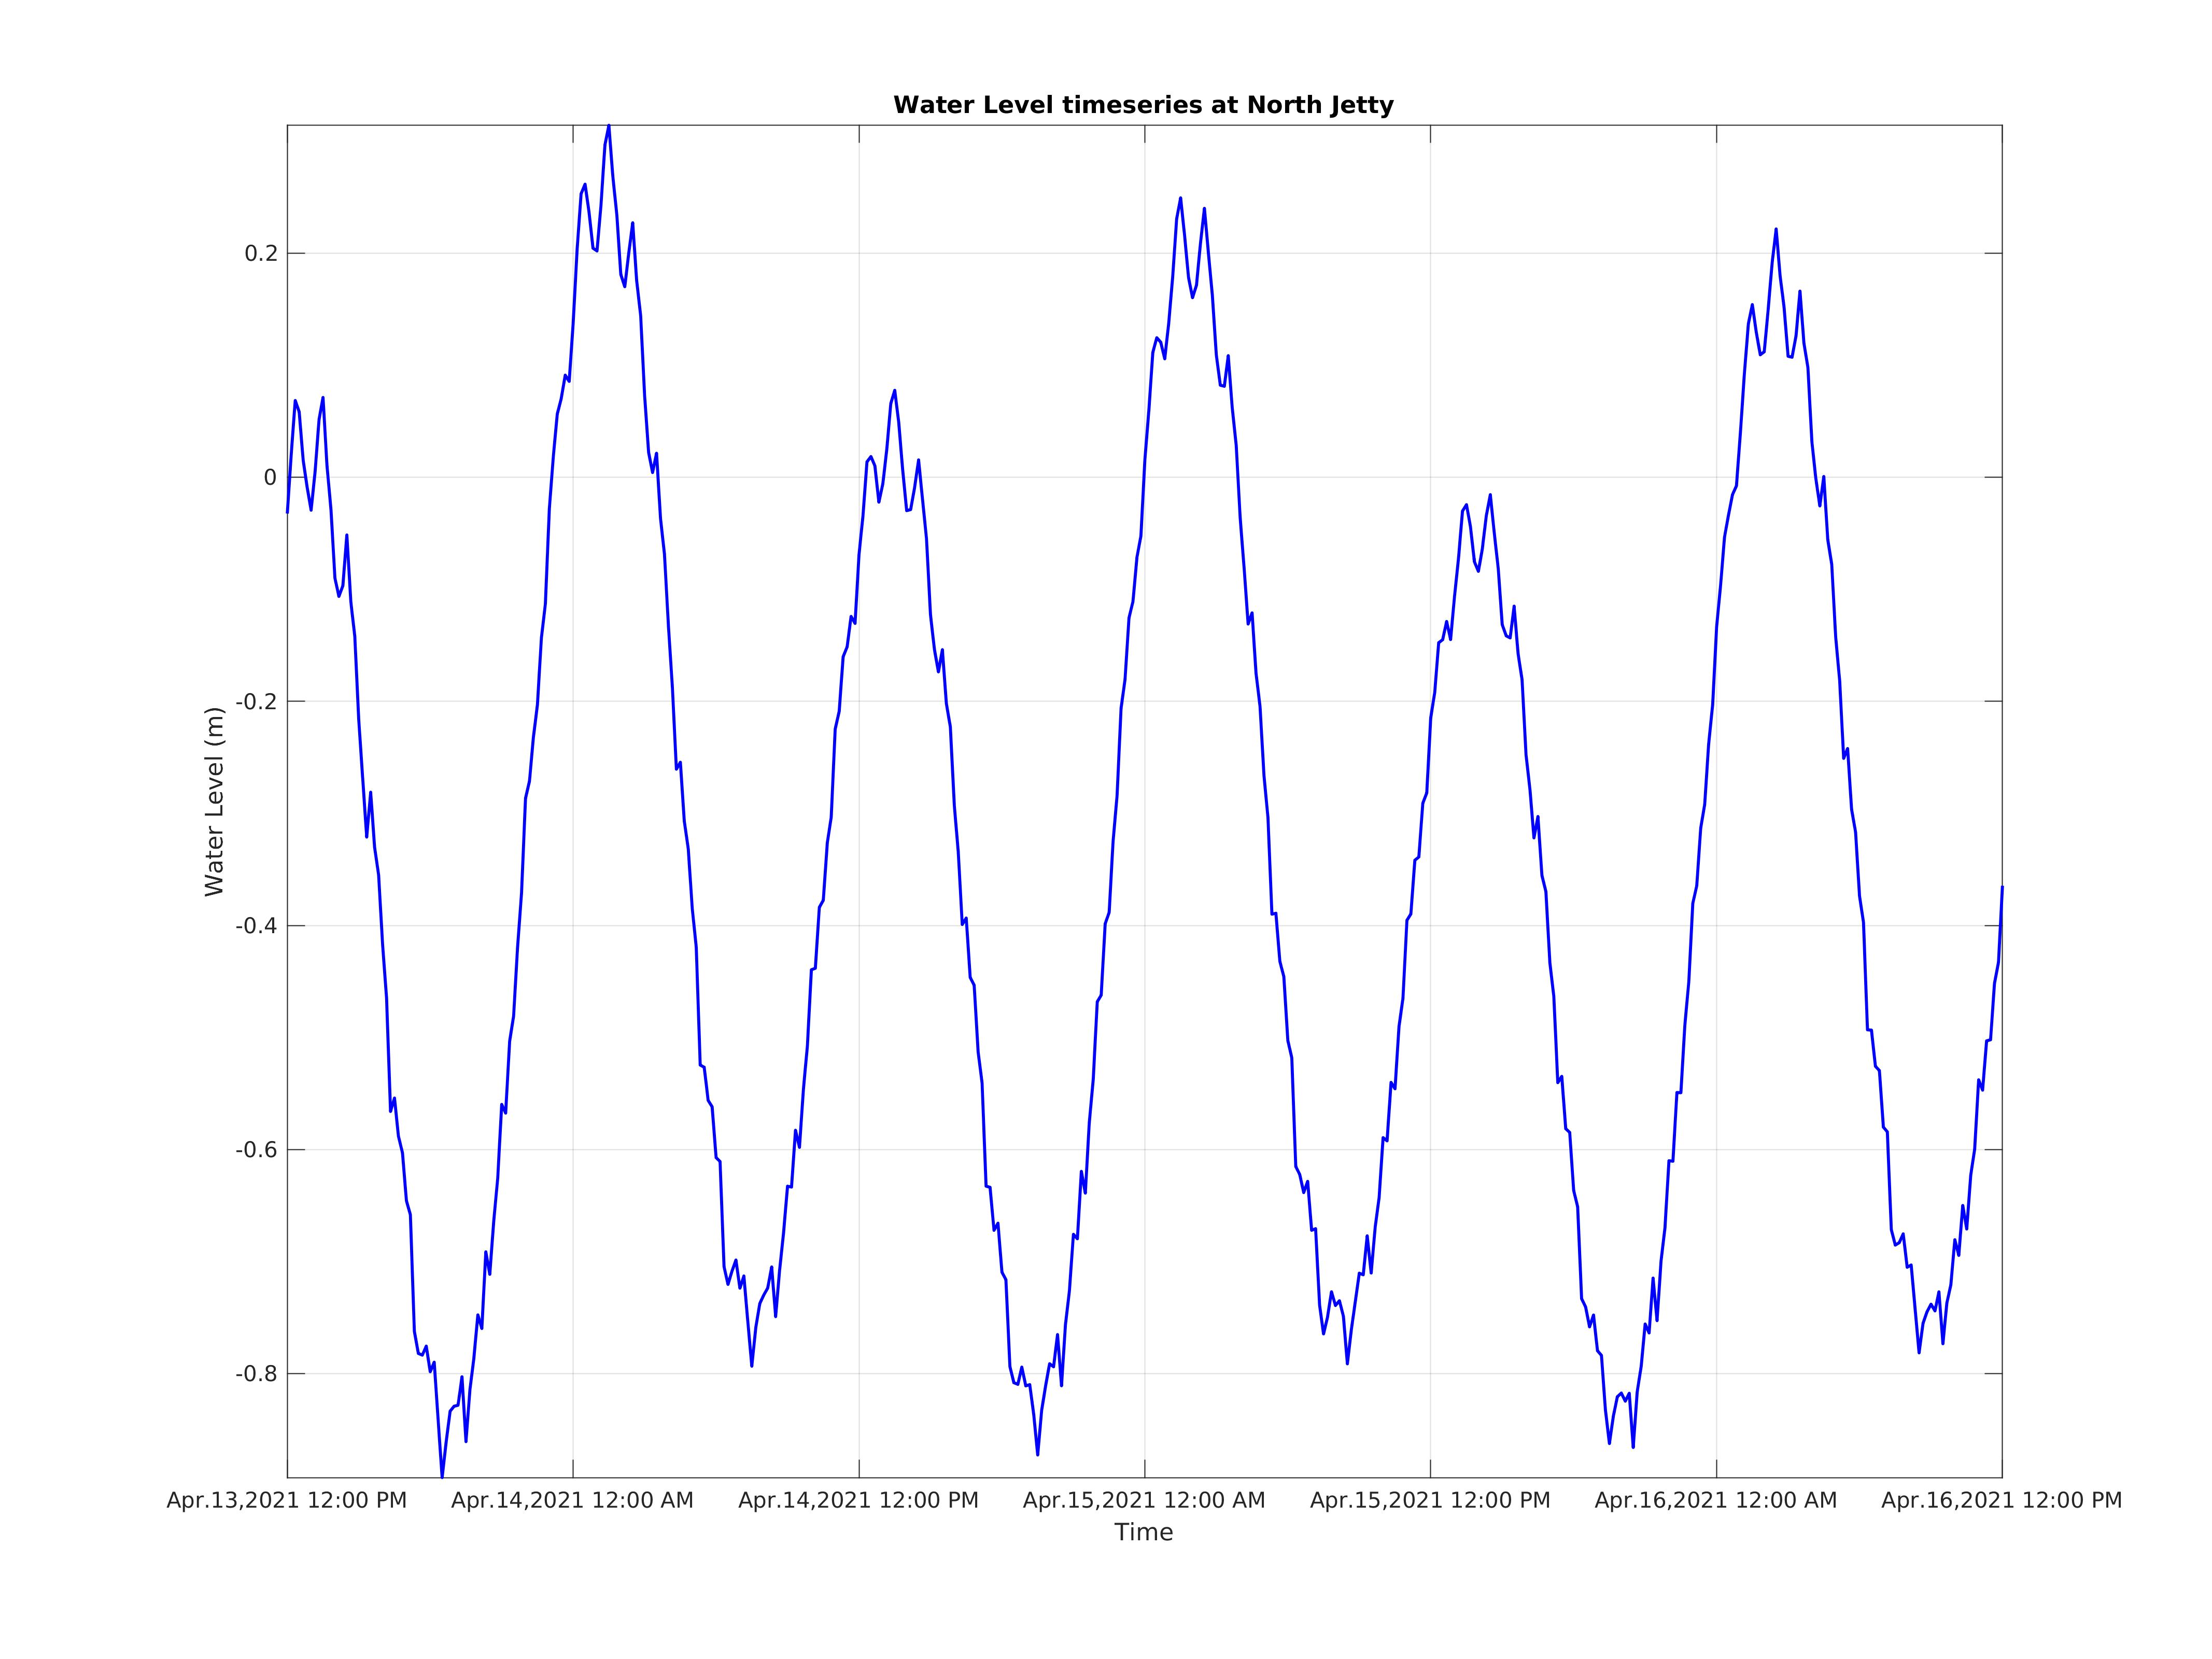 Water Level timeseries at North Jetty
0.2
0
-0.2
-0.4
-0.6
-0.8
Water Level (m)
Apr.13,2021 12:00 PM Apr.14,2021 12:00 AM Apr.14,2021 12:00 PM Apr.15,2021 12:00 AM Apr.15,2021 12:00 PM Apr.16,2021 12:00 AM Apr.16,2021 12:00 PM
Time